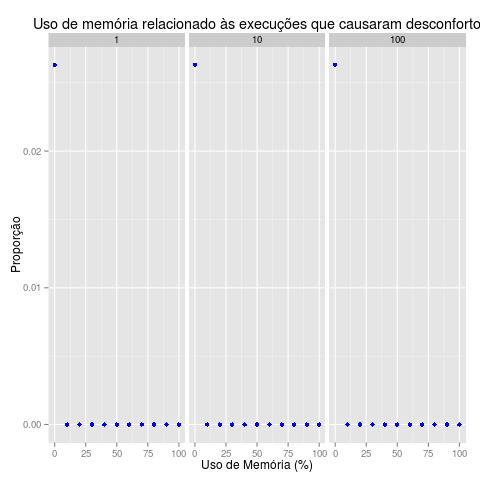 Uso de memória relacionado às execuções que causaram desconforto
1 10 100
Proporção
0.02
0.01
0.00
0 25 50 75 100 0 25 50 75 100 0 25 50 75 100
Uso de Memória (%)